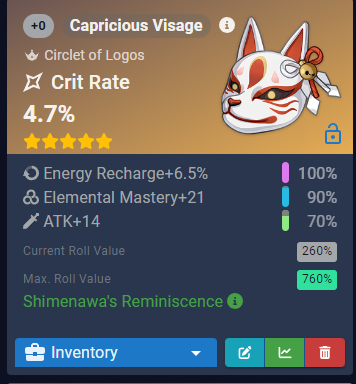 +0 Capricious Visage
Circlet of Logos
Crit Rate
4.7%
Energy Recharge+6.5% 100%
Elemental Mastery+21 90%
ATK+14 70%
Current Roll Value 260%
Max. Roll Value 760%
Shimenawa's Reminiscence
Inventory